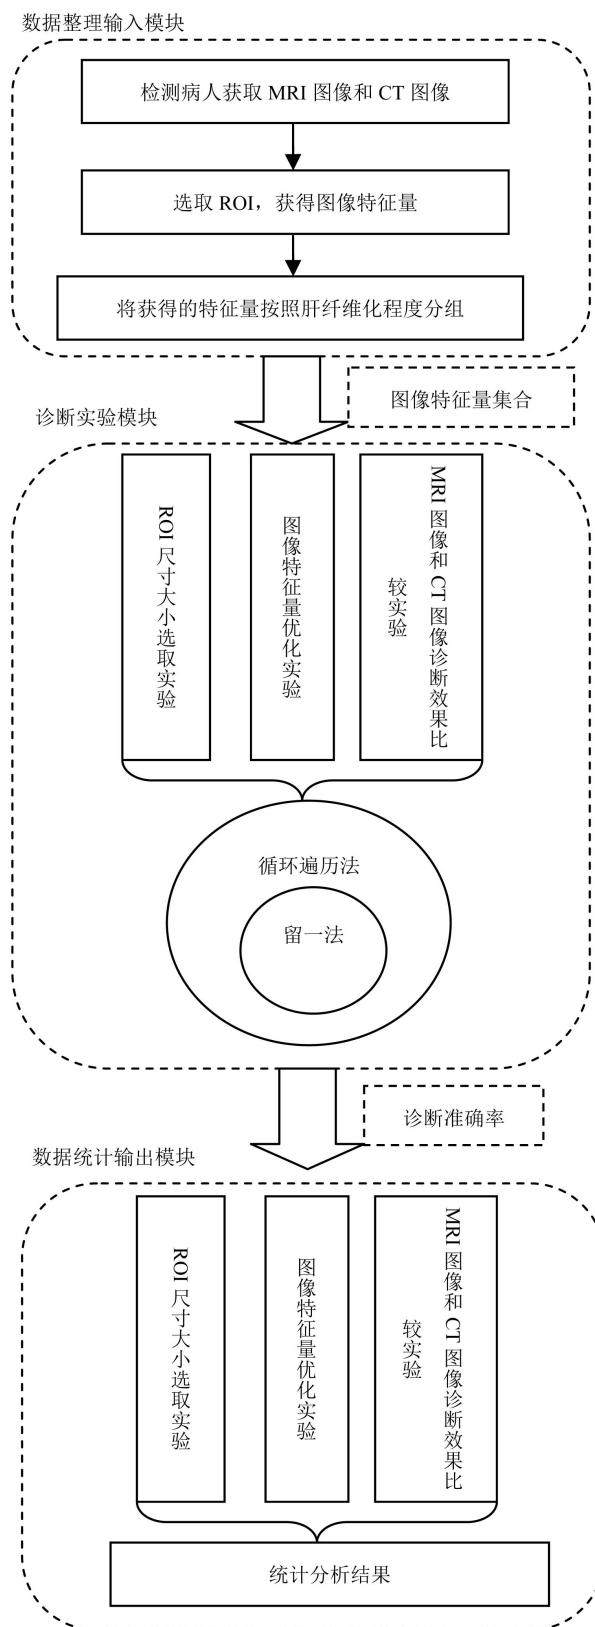 数据整理输入模块
检测病人获取 MRI 图像和 CT 图像
选取 ROI，获得图像特征量
将获得的特征量按照肝纤维化程度分组
图像特征量集合
诊断实验模块
ROI 尺寸大小选取实验
图像特征量优化实验
MRI 图像和 CT 图像诊断效果比
较实验
循环遍历法
留一法
诊断准确率
数据统计输出模块
ROI 尺寸大小选取实验
图像特征量优化实验
MRI 图像和 CT 图像诊断效果比
较实验
统计分析结果